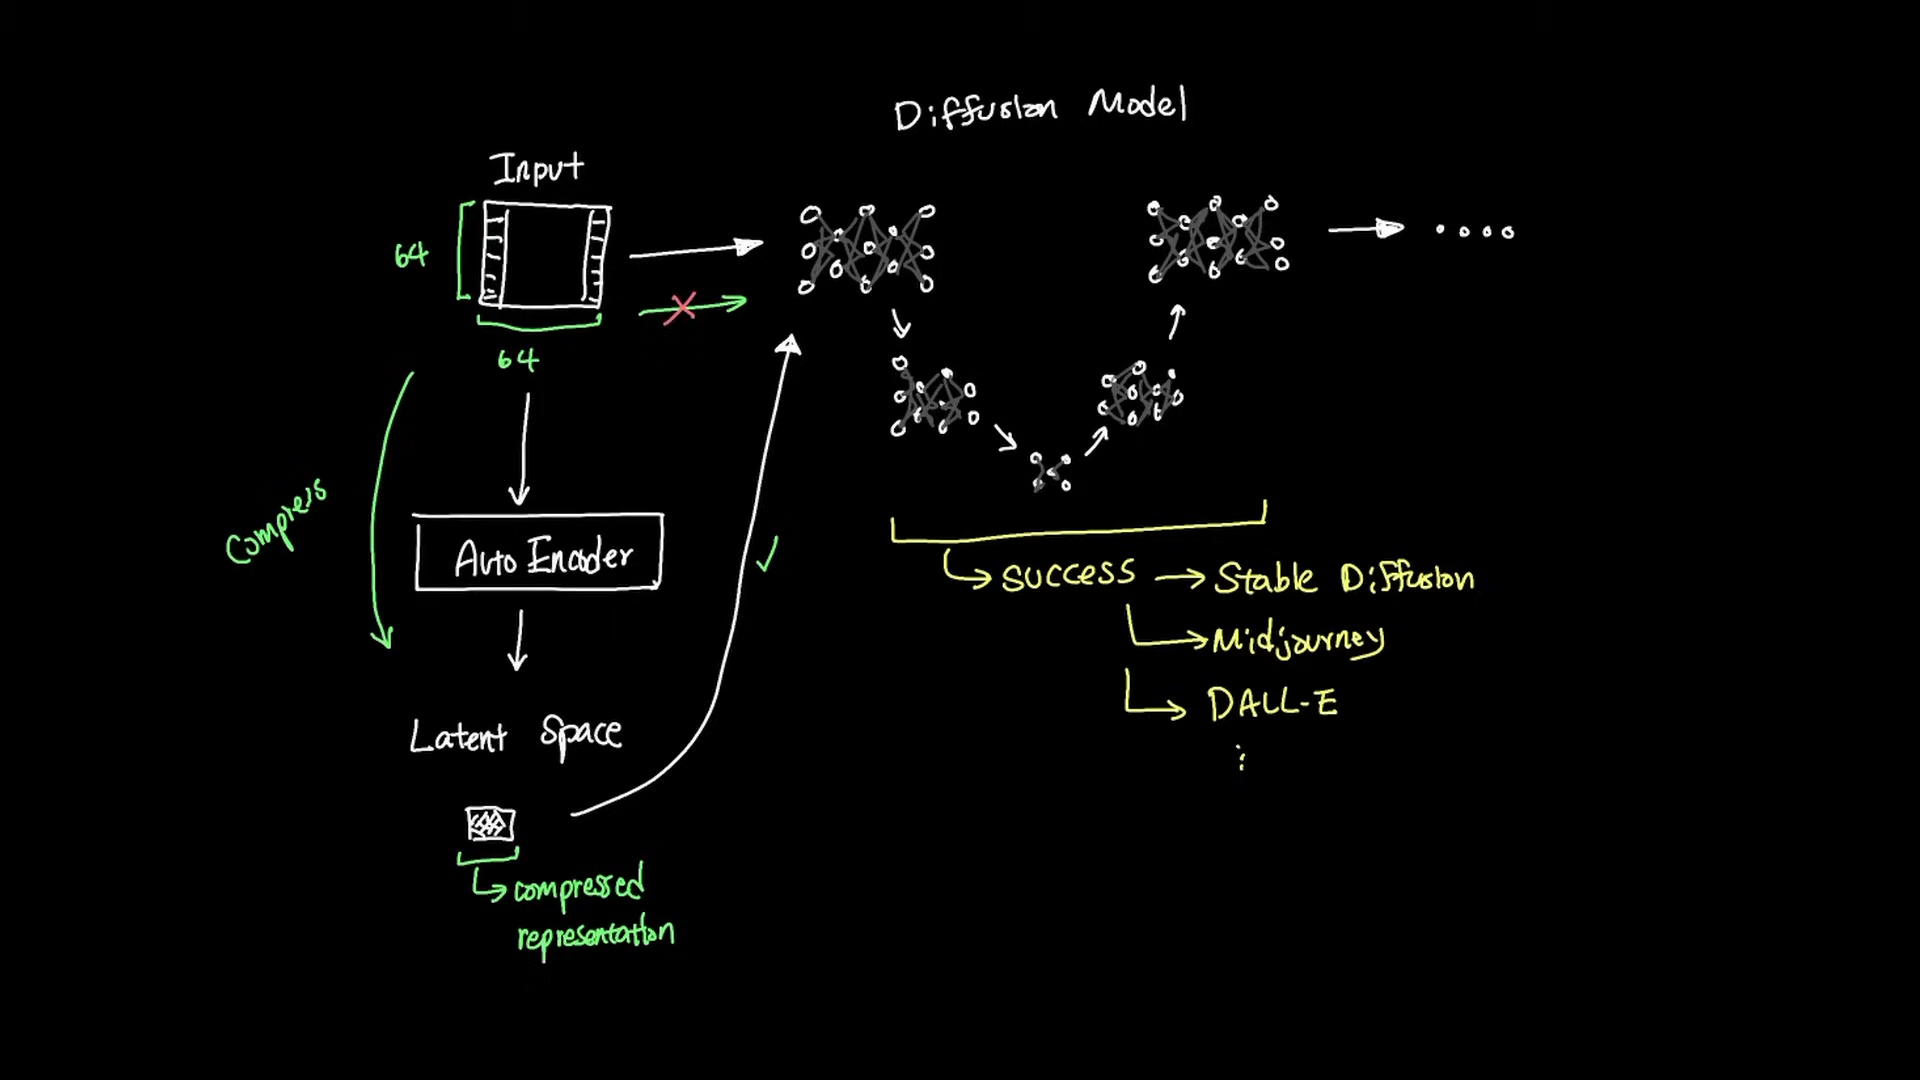 Diffusion Model
Input
64
64
Compress
Auto Encoder
Latent Space
compressed
representation
success → Stable Diffusion
Midjourney
DALL-E